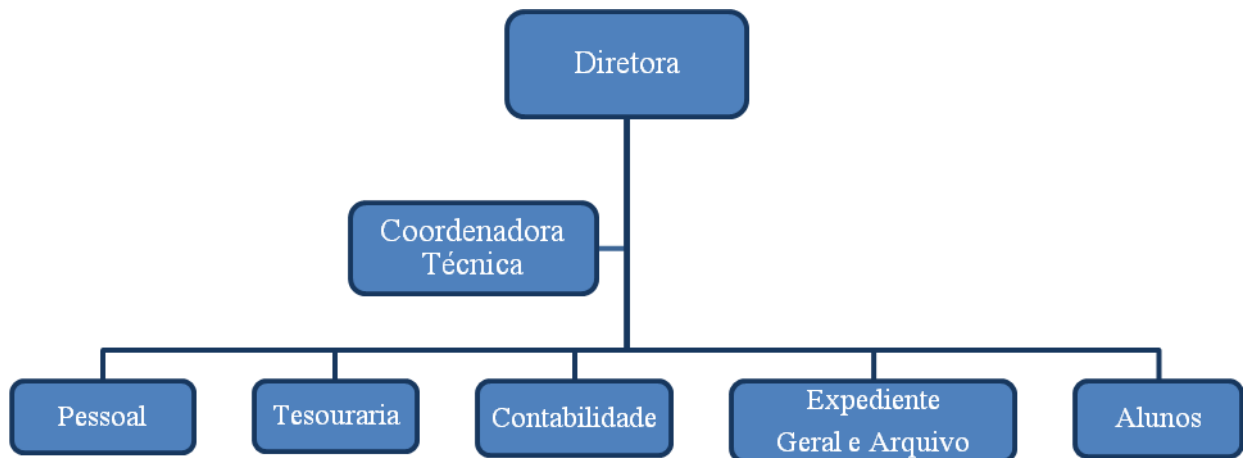 Diretora
Coordenadora
Técnica
Pessoal
Tesouraria
Contabilidade
Expediente
Geral e Arquivo
Alunos